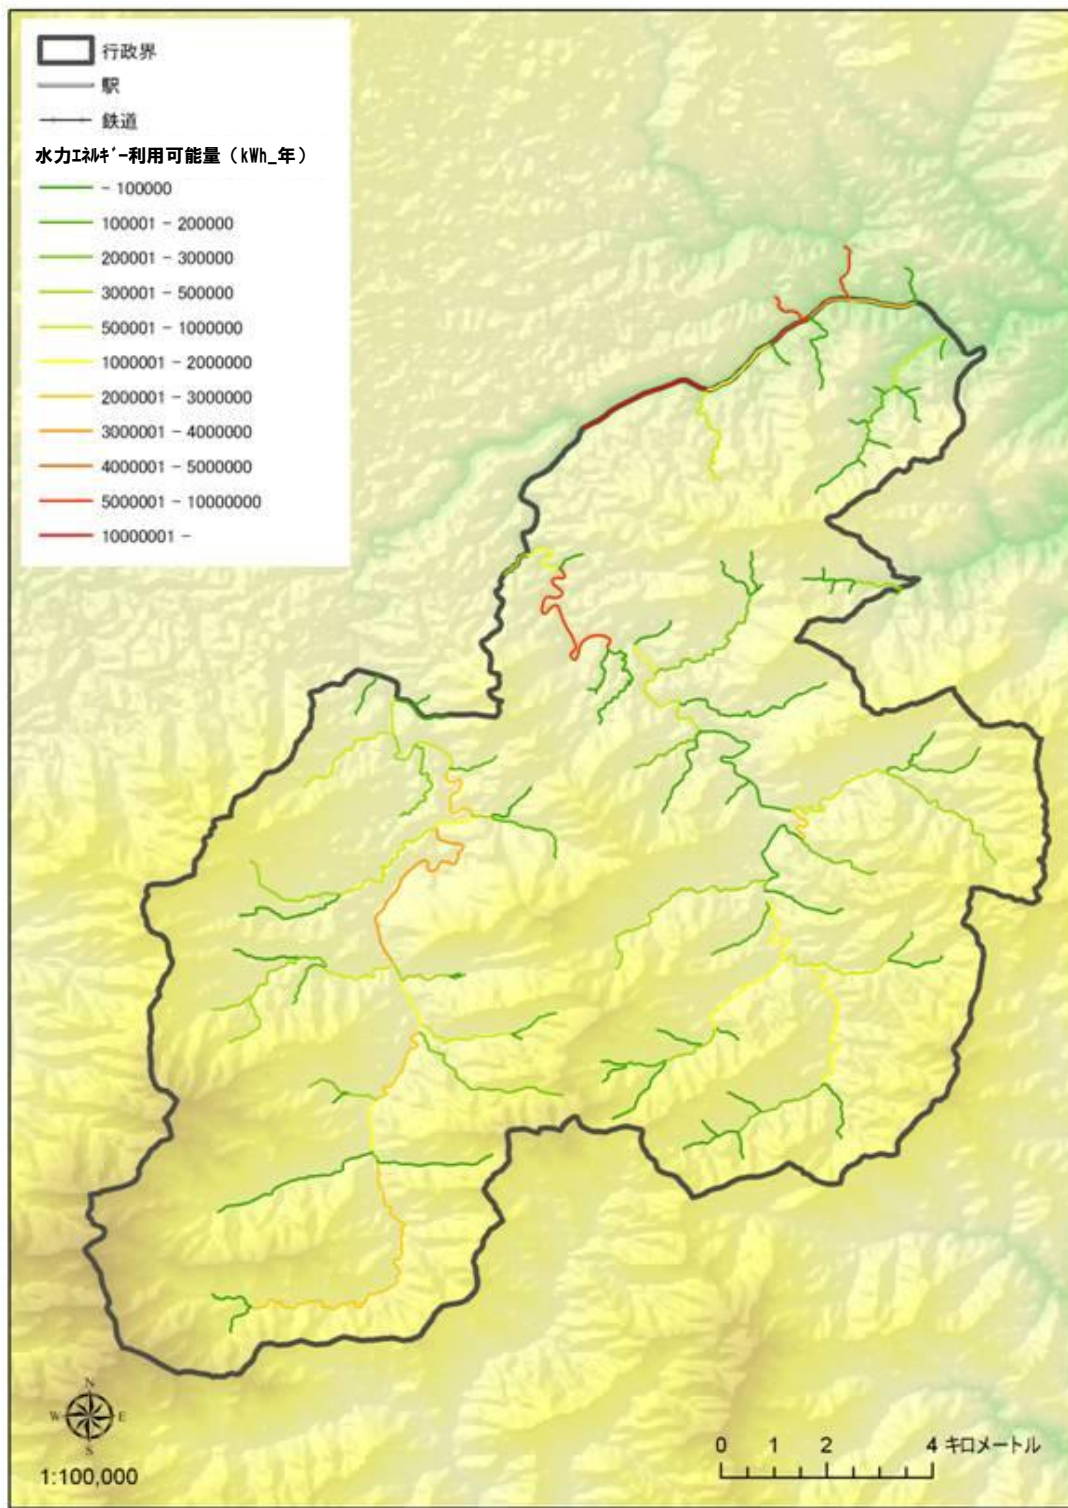 行政界
駅
鉄道
水力ｴﾈﾙｷﾞｰ利用可能量（kWh_年）
- 100000
100001 - 200000
200001 - 300000
300001 - 500000
500001 - 1000000
1000001 - 2000000
2000001 - 3000000
3000001 - 4000000
4000001 - 5000000
5000001 - 10000000
10000001 -
N
W E
S
1:100,000
0 1 2 4 キロメートル